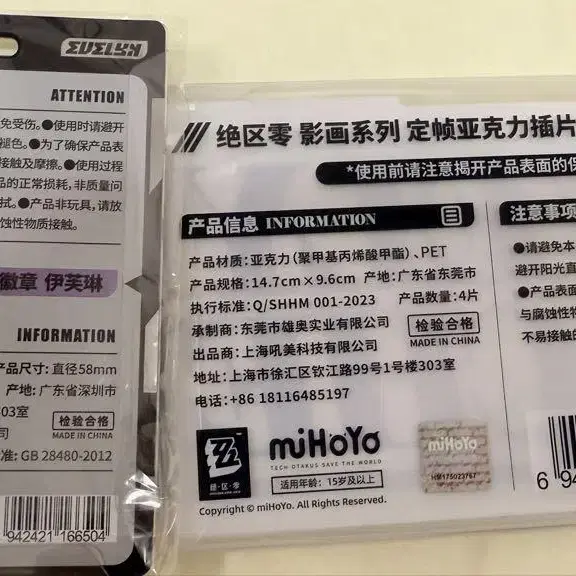 EVELYN
ATTENTION
免受伤。●使用时请避开
褪色。●为了确保产品表
接触及摩擦。●使用过程
品的正常损耗,非质量问
拭。●产品非玩具,请放
蚀性物质接触。
徽章 伊芙琳
INFORMATION
产品尺寸: 直径58mm
产地: 广东省深圳市
03室
司
检验合格
MADE IN CHINA
准: GB 28480-2012
942421 166504
绝区零 影画系列 定帧亚克力插片
*使用前请注意揭开产品表面的保
产品信息 INFORMATION
产品材质: 亚克力(聚甲基丙烯酸甲酯)、PET
产品规格: 14.7cm×9.6cm 产地: 广东省东莞市
执行标准: Q/SHHM 001-2023 产品数量: 4片
承制商: 东莞市雄奥实业有限公司
出品商: 上海吼美科技有限公司
地址: 上海市徐汇区钦江路99号1号楼303室
电话: +86 18116485197
检验合格
MADE IN CHINA
绝·区·零
miHoYo
TECH OTAKUS SAVE THE WORLD
适用年龄: 15岁及以上
Copyright © miHoYo. All Rights Reserved.
miHoYo
HM175023767
注意事项
●请避免本
避开阳光直
●产品表面
与腐蚀性物
不易接触的
6 94